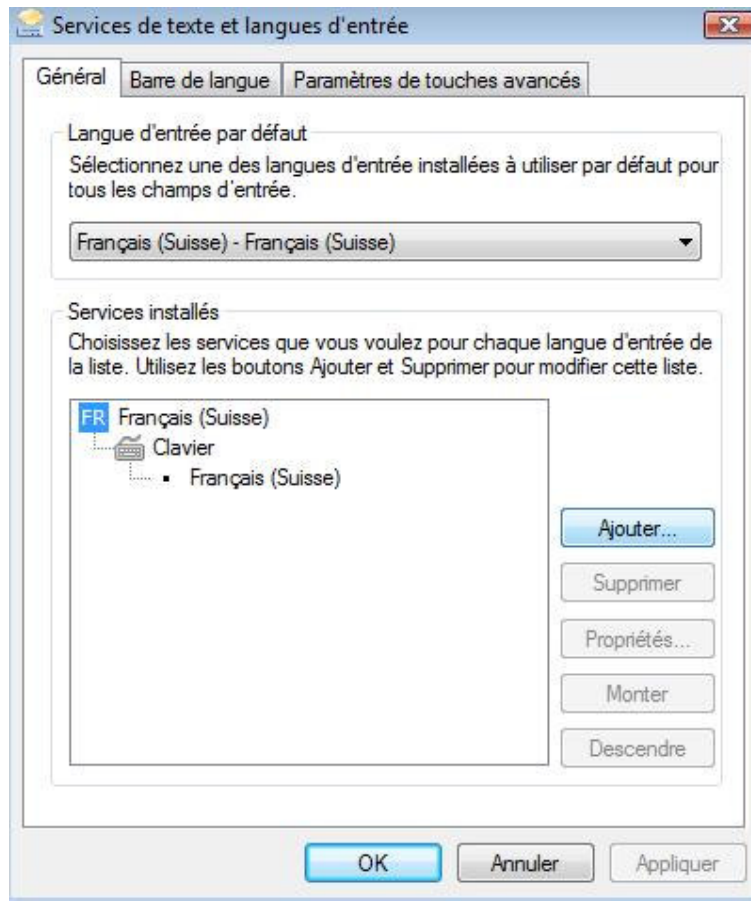 Services de texte et langues d'entrée
Général
Barre de langue
Paramètres de touches avancés
Langue d'entrée par défaut
Sélectionnez une des langues d'entrée installées à utiliser par défaut pour
tous les champs d'entrée.
Français (Suisse) - Français (Suisse)
Services installés
Choisissez les services que vous voulez pour chaque langue d'entrée de
la liste. Utilisez les boutons Ajouter et Supprimer pour modifier cette liste.
FR Français (Suisse)
Clavier
Français (Suisse)
Ajouter...
Supprimer
Propriétés...
Monter
Descendre
OK
Annuler
Appliquer